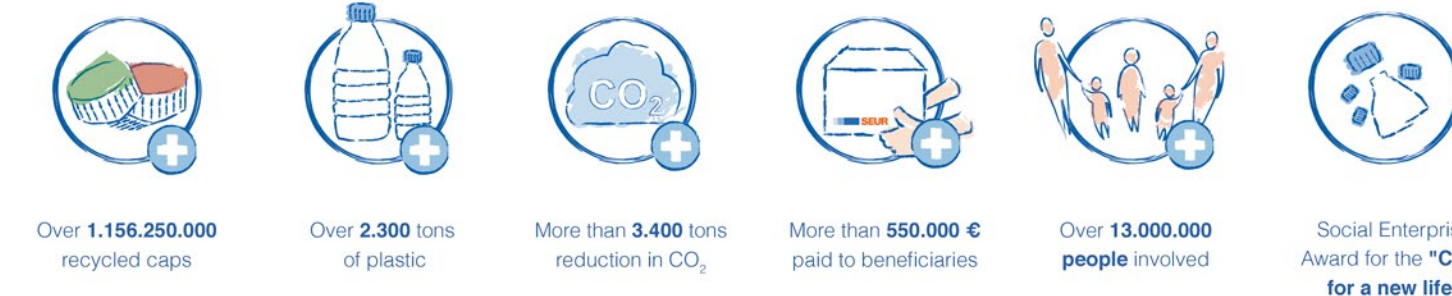 CO₂
SEUR
Over 1.156.250.000
recycled caps
Over 2.300 tons
of plastic
More than 3.400 tons
reduction in CO₂
More than 550.000 €
paid to beneficiaries
Over 13.000.000
people involved
Social
Award for the
for a new life